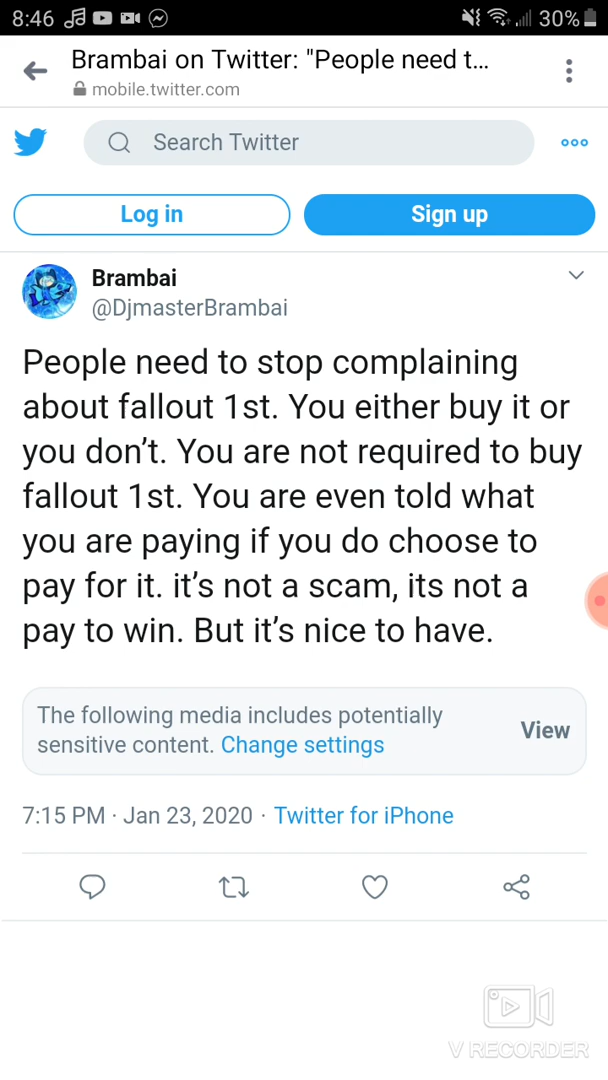 8:46 30%
Brambai on Twitter: "People need t...
mobile.twitter.com
Search Twitter
Log in Sign up
Brambai
@DjmasterBrambai
People need to stop complaining
about fallout 1st. You either buy it or
you don’t. You are not required to buy
fallout 1st. You are even told what
you are paying if you do choose to
pay for it. it’s not a scam, its not a
pay to win. But it’s nice to have.
The following media includes potentially
sensitive content. Change settings
View
7:15 PM · Jan 23, 2020 · Twitter for iPhone
V RECORDER